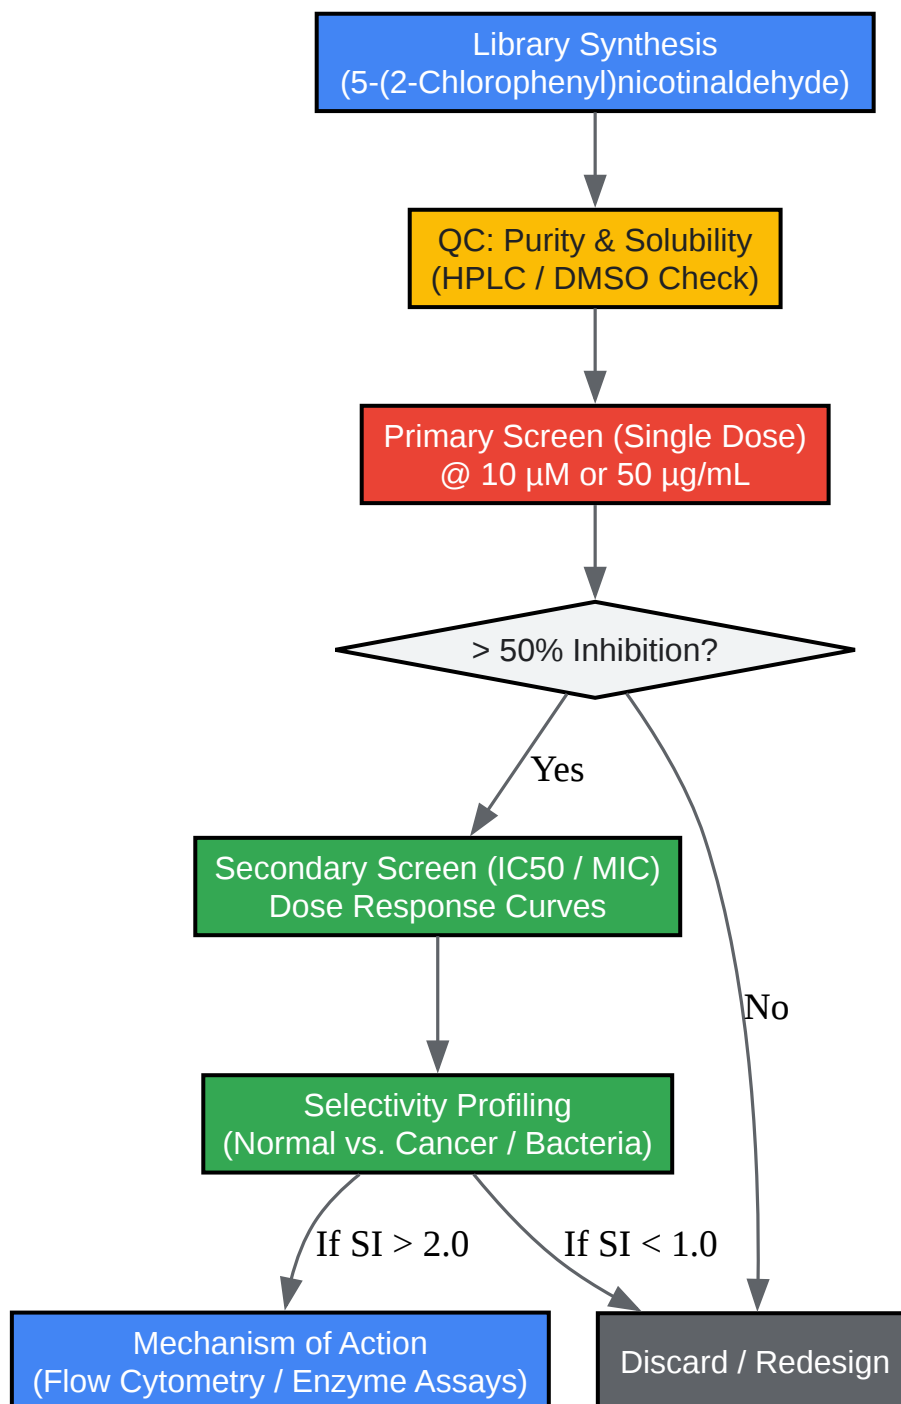 Library Synthesis
(5-(2-Chlorophenyl)nicotinaldehyde)
QC: Purity & Solubility
(HPLC / DMSO Check)
Primary Screen (Single Dose)
@ 10 µM or 50 µg/mL
> 50% Inhibition?
Yes
Secondary Screen (IC50 / MIC)
Dose Response Curves
No
Selectivity Profiling
(Normal vs. Cancer / Bacteria)
If SI > 2.0
If SI < 1.0
Mechanism of Action
(Flow Cytometry / Enzyme Assays)
Discard / Redesign